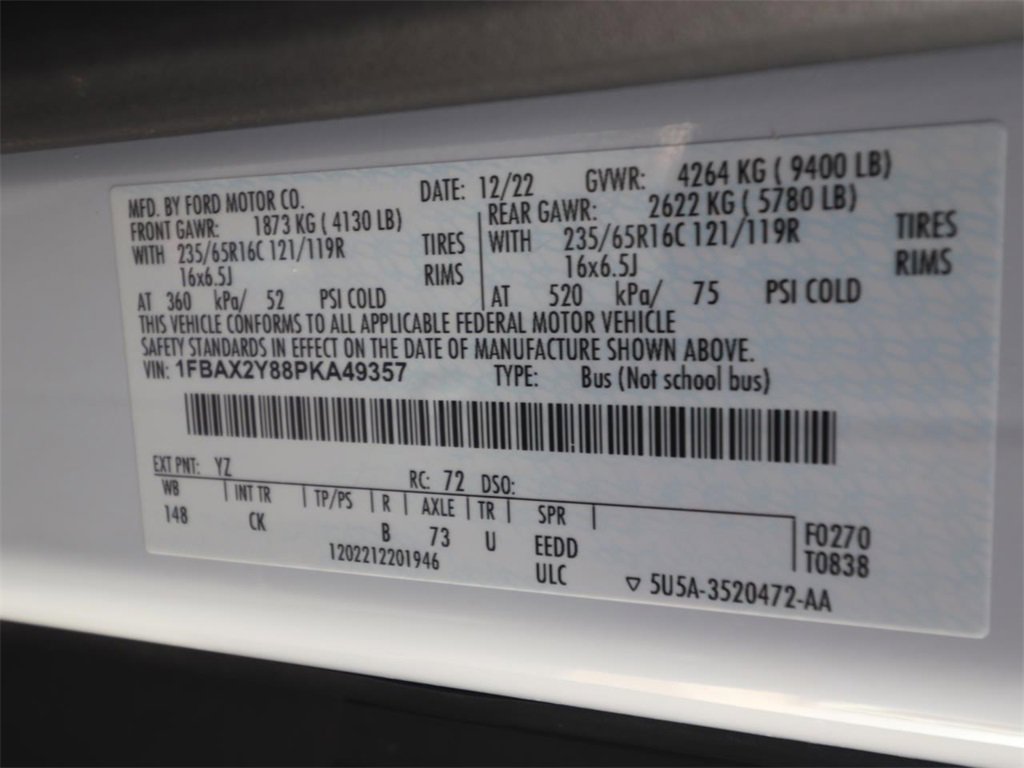 MFD. BY FORD MOTOR CO. DATE: 12/22 GVWR: 4264 KG ( 9400 LB)
FRONT GAWR: 1873 KG ( 4130 LB) REAR GAWR: 2622 KG ( 5780 LB)
WITH 235/65R16C 121/119R TIRES WITH 235/65R16C 121/119R TIRES
16x6.5J RIMS 16x6.5J RIMS
AT 360 kPa/ 52 PSI COLD AT 520 kPa/ 75 PSI COLD
THIS VEHICLE CONFORMS TO ALL APPLICABLE FEDERAL MOTOR VEHICLE
SAFETY STANDARDS IN EFFECT ON THE DATE OF MANUFACTURE SHOWN ABOVE.
VIN: 1FBAX2Y88PKA49357 TYPE: Bus (Not school bus)
EXT PNT: YZ RC: 72 DSO:
WB INT TR TP/PS R AXLE TR SPR
148 CK B 73 U EEDD F0270
1202212201946 ULC T0838
▽ 5U5A-3520472-AA